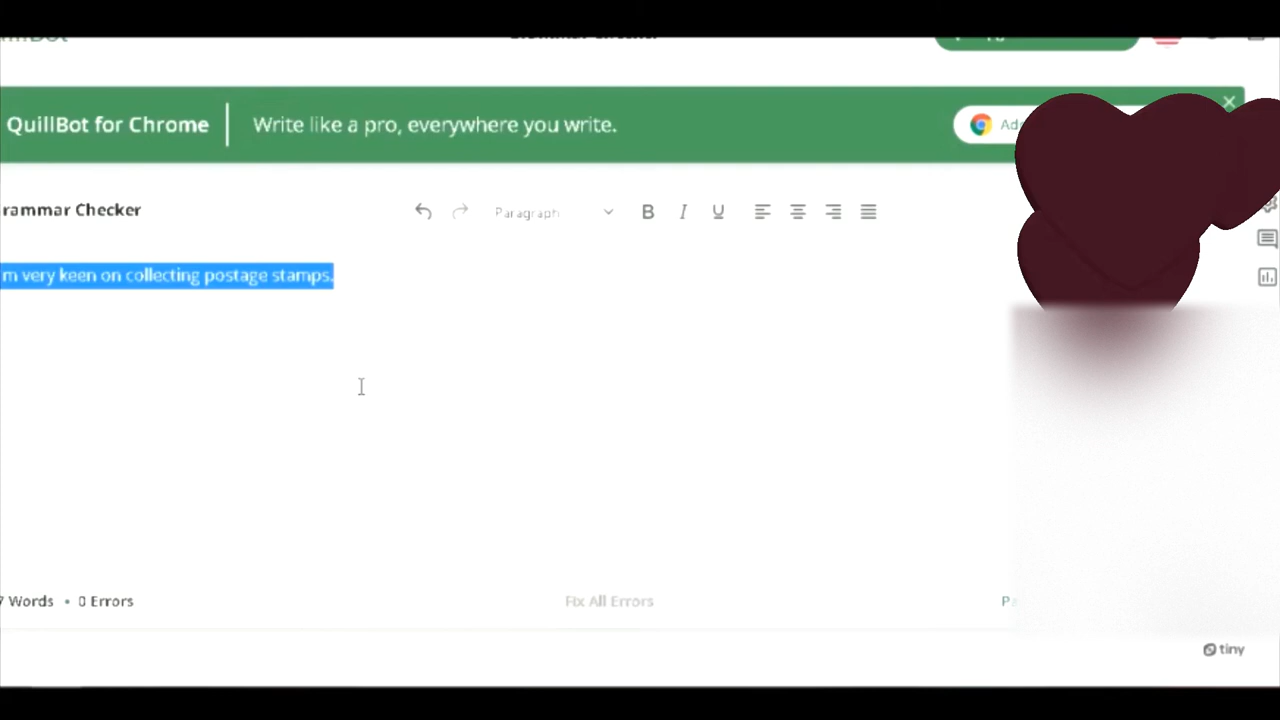 QuillBot for Chrome
Write like a pro, everywhere you write.
rammar Checker
Paragraph
B I U
m very keen on collecting postage stamps.
7 Words • 0 Errors
Fix All Errors
tiny